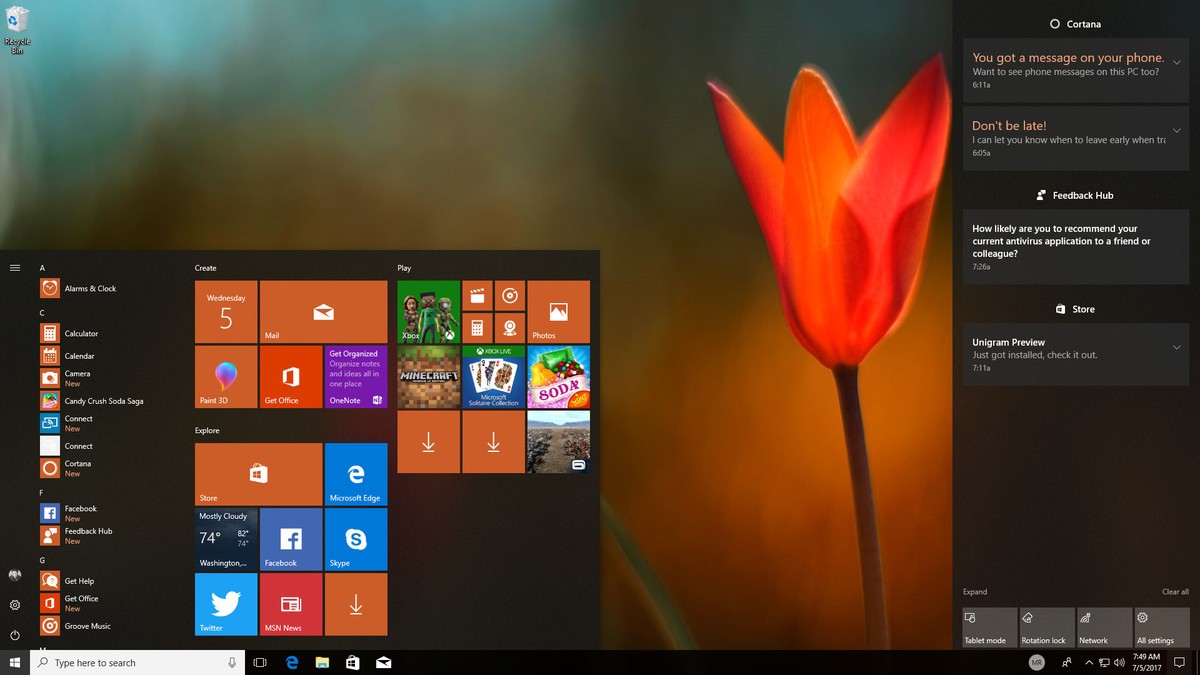 Recycle
Bin
A
Alarms & Clock
C
Calculator
Calendar
Camera
New
Candy Crush Soda Saga
Connect
New
Connect
Cortana
New
F
Facebook
New
Feedback Hub
New
G
Get Help
Get Office
New
Groove Music
Create
Wednesday
5
Mail
Paint 3D
Get Office
Get Organized
Organize notes
and ideas all in
one place
OneNote
Explore
Store
Microsoft Edge
Mostly Cloudy
74°
82°
74°
Washington,...
Facebook
Skype
Twitter
MSN News
Play
Xbox
Photos
MINECRAFT
XBOX LIVE
Microsoft
Solitaire Collection
SODA
Cortana
You got a message on your phone.
Want to see phone messages on this PC too?
6:11a
Don't be late!
I can let you know when to leave early when tra
6:05a
Feedback Hub
How likely are you to recommend your
current antivirus application to a friend or
colleague?
7:26a
Store
Unigram Preview
Just got installed, check it out.
7:11a
Expand
Clear all
Tablet mode
Rotation lock
Network
All settings
Type here to search
MR
7:49 AM
7/5/2017